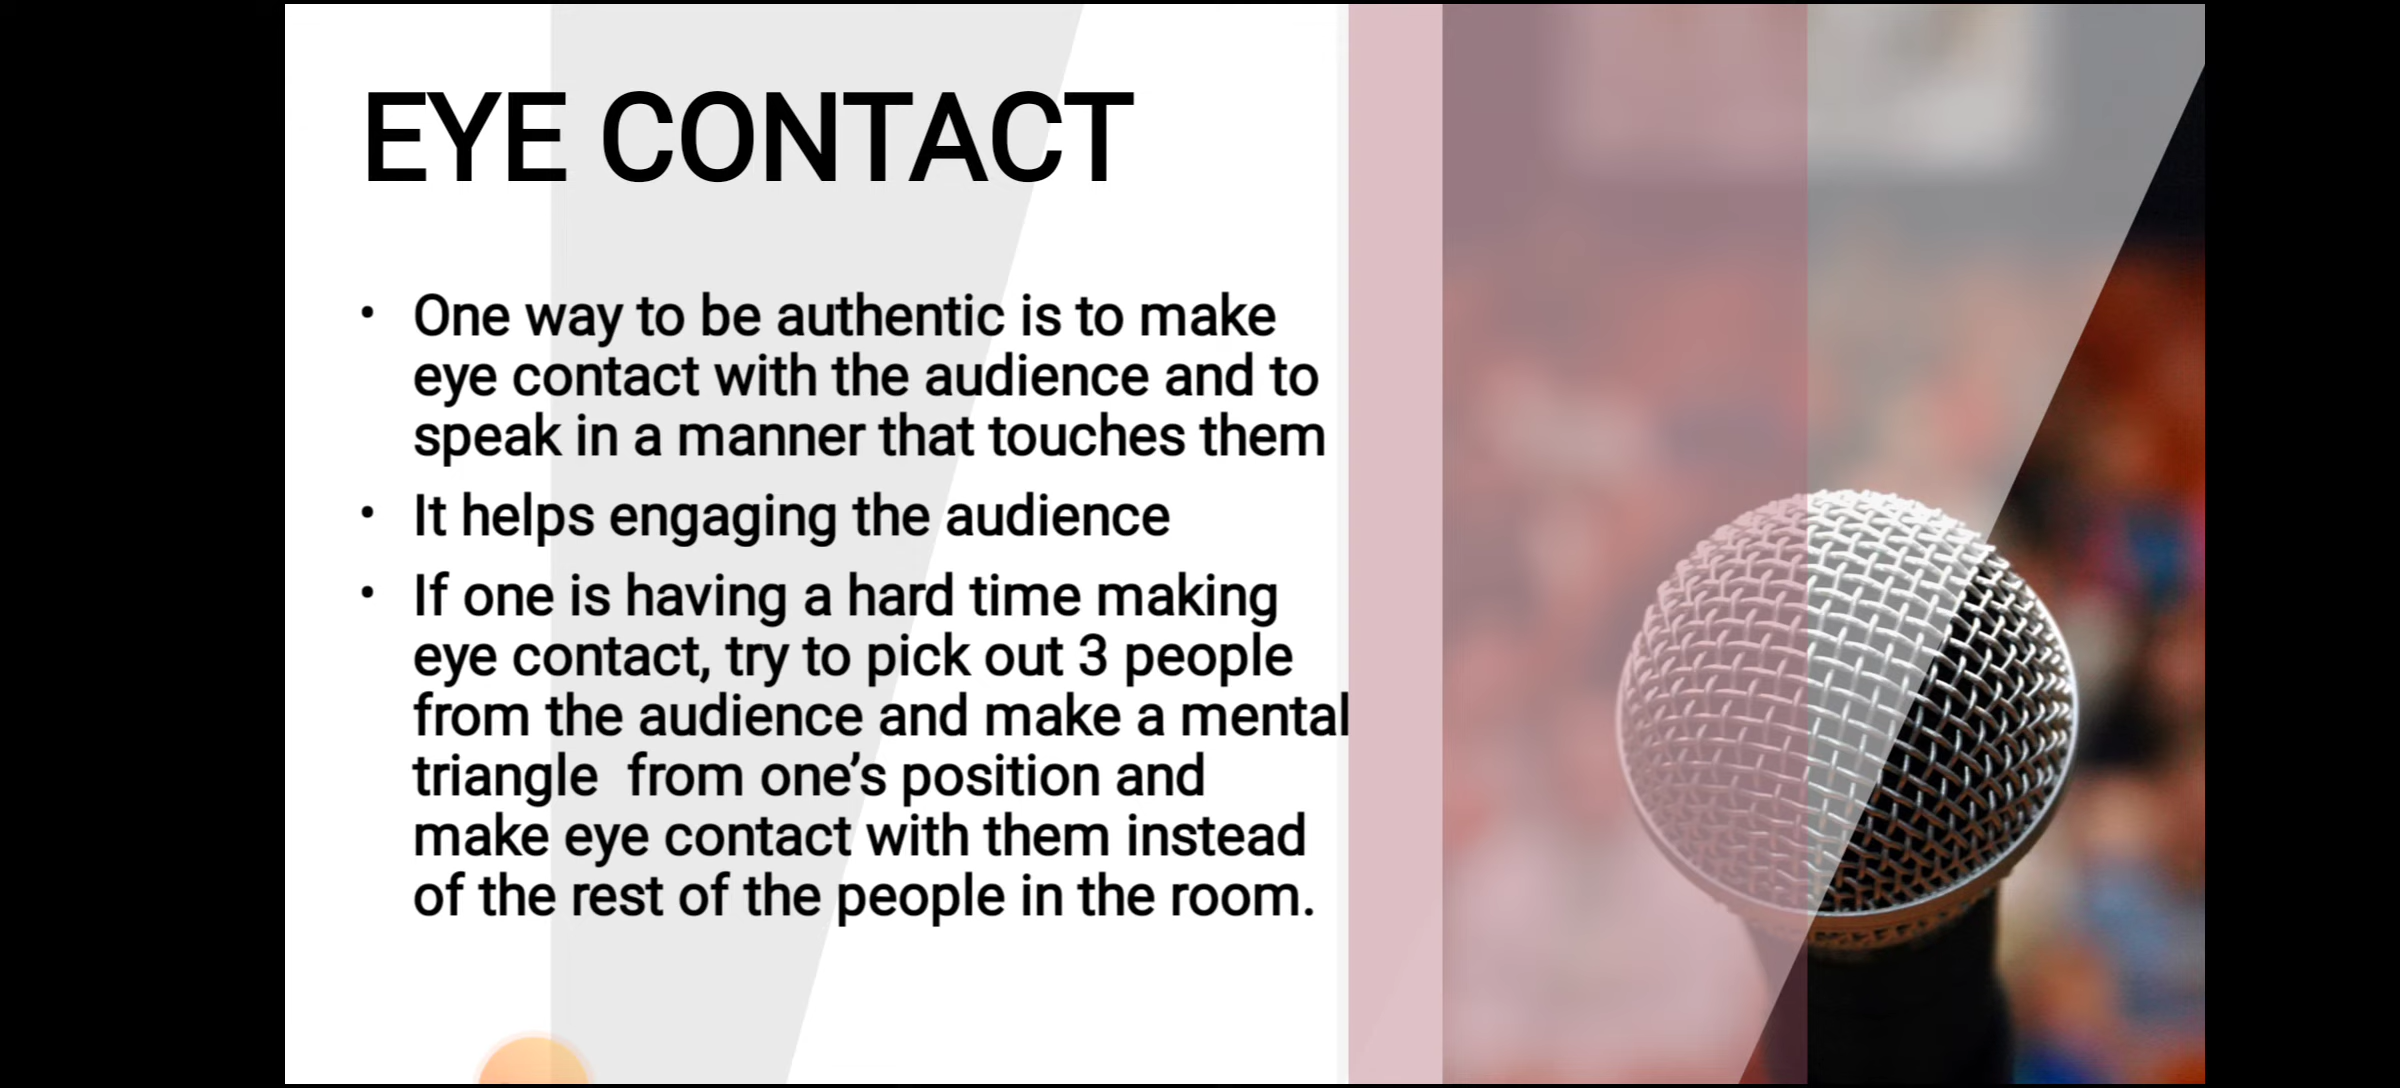 EYE CONTACT
• One way to be authentic is to make
eye contact with the audience and to
speak in a manner that touches them
• It helps engaging the audience
• If one is having a hard time making
eye contact, try to pick out 3 people
from the audience and make a mental
triangle  from one’s position and
make eye contact with them instead
of the rest of the people in the room.